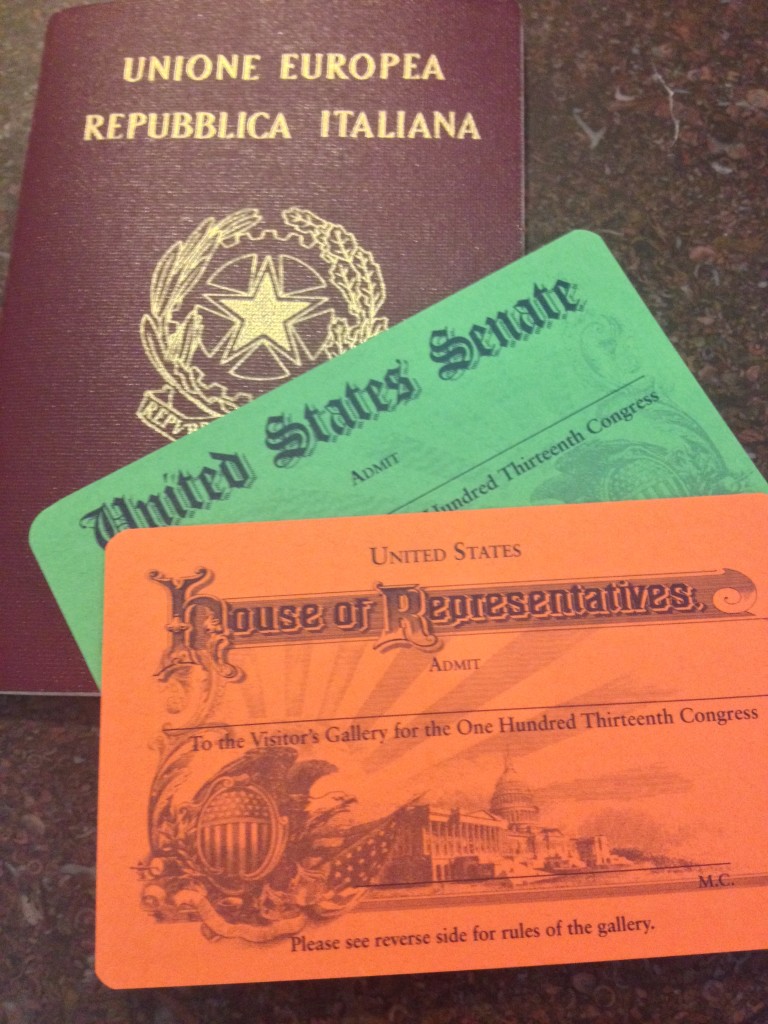 UNIONE EUROPEA
REPUBBLICA ITALIANA
REPVB
United States Senate
ADMIT
Hundred Thirteenth Congress
UNITED STATES
House of Representatives.
ADMIT
To the Visitor's Gallery for the One Hundred Thirteenth Congress
M.C.
Please see reverse side for rules of the gallery.